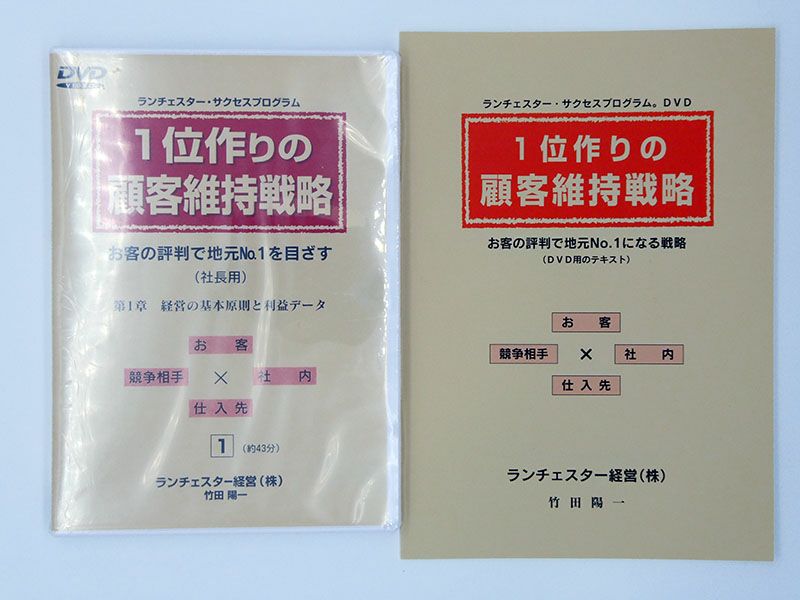 DVD
VIDEO
ランチェスター・サクセスプログラム
1位作りの
顧客維持戦略
お客の評判で地元No.1を目ざす
(社長用)
第1章 経営の基本原則と利益データ
お 客
競争相手 × 社 内
仕入先
1 (約43分)
ランチェスター経営(株)
竹田 陽一
ランチェスター・サクセスプログラム。DVD
1位作りの
顧客維持戦略
お客の評判で地元No.1になる戦略
(DVD用のテキスト)
お 客
競争相手 × 社 内
仕入先
ランチェスター経営(株)
竹田陽一